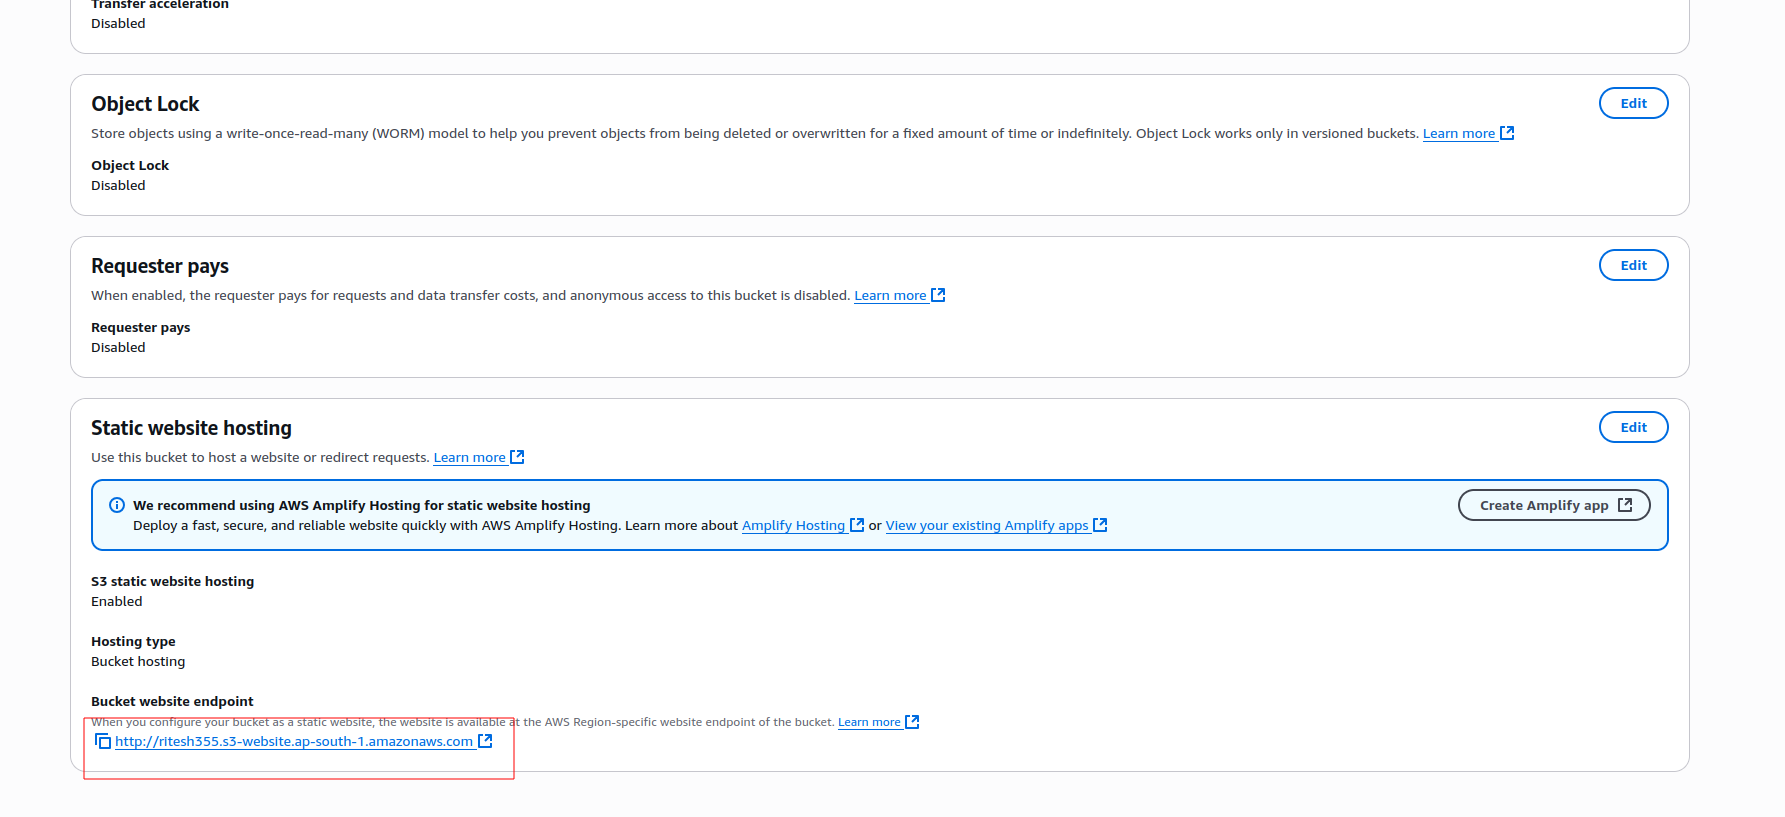 Transfer acceleration
Disabled
Object Lock
Edit
Store objects using a write-once-read-many (WORM) model to help you prevent objects from being deleted or overwritten for a fixed amount of time or indefinitely. Object Lock works only in versioned buckets. Learn more
Object Lock
Disabled
Requester pays
Edit
When enabled, the requester pays for requests and data transfer costs, and anonymous access to this bucket is disabled. Learn more
Requester pays
Disabled
Static website hosting
Edit
Use this bucket to host a website or redirect requests. Learn more
We recommend using AWS Amplify Hosting for static website hosting
Create Amplify app
Deploy a fast, secure, and reliable website quickly with AWS Amplify Hosting. Learn more about Amplify Hosting or View your existing Amplify apps
S3 static website hosting
Enabled
Hosting type
Bucket hosting
Bucket website endpoint
When you configure your bucket as a static website, the website is available at the AWS Region-specific website endpoint of the bucket. Learn more
http://ritesh355.s3-website.ap-south-1.amazonaws.com